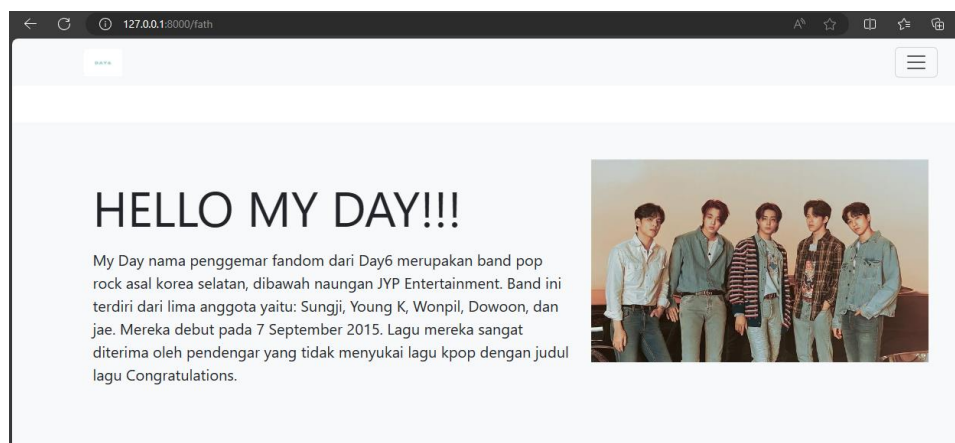 127.0.0.1:8000/fath
DAY6
HELLO MY DAY!!!
My Day nama penggemar fandom dari Day6 merupakan band pop
rock asal korea selatan, dibawah naungan JYP Entertainment. Band ini
terdiri dari lima anggota yaitu: Sungji, Young K, Wonpil, Dowoon, dan
jae. Mereka debut pada 7 September 2015. Lagu mereka sangat
diterima oleh pendengar yang tidak menyukai lagu kpop dengan judul
lagu Congratulations.